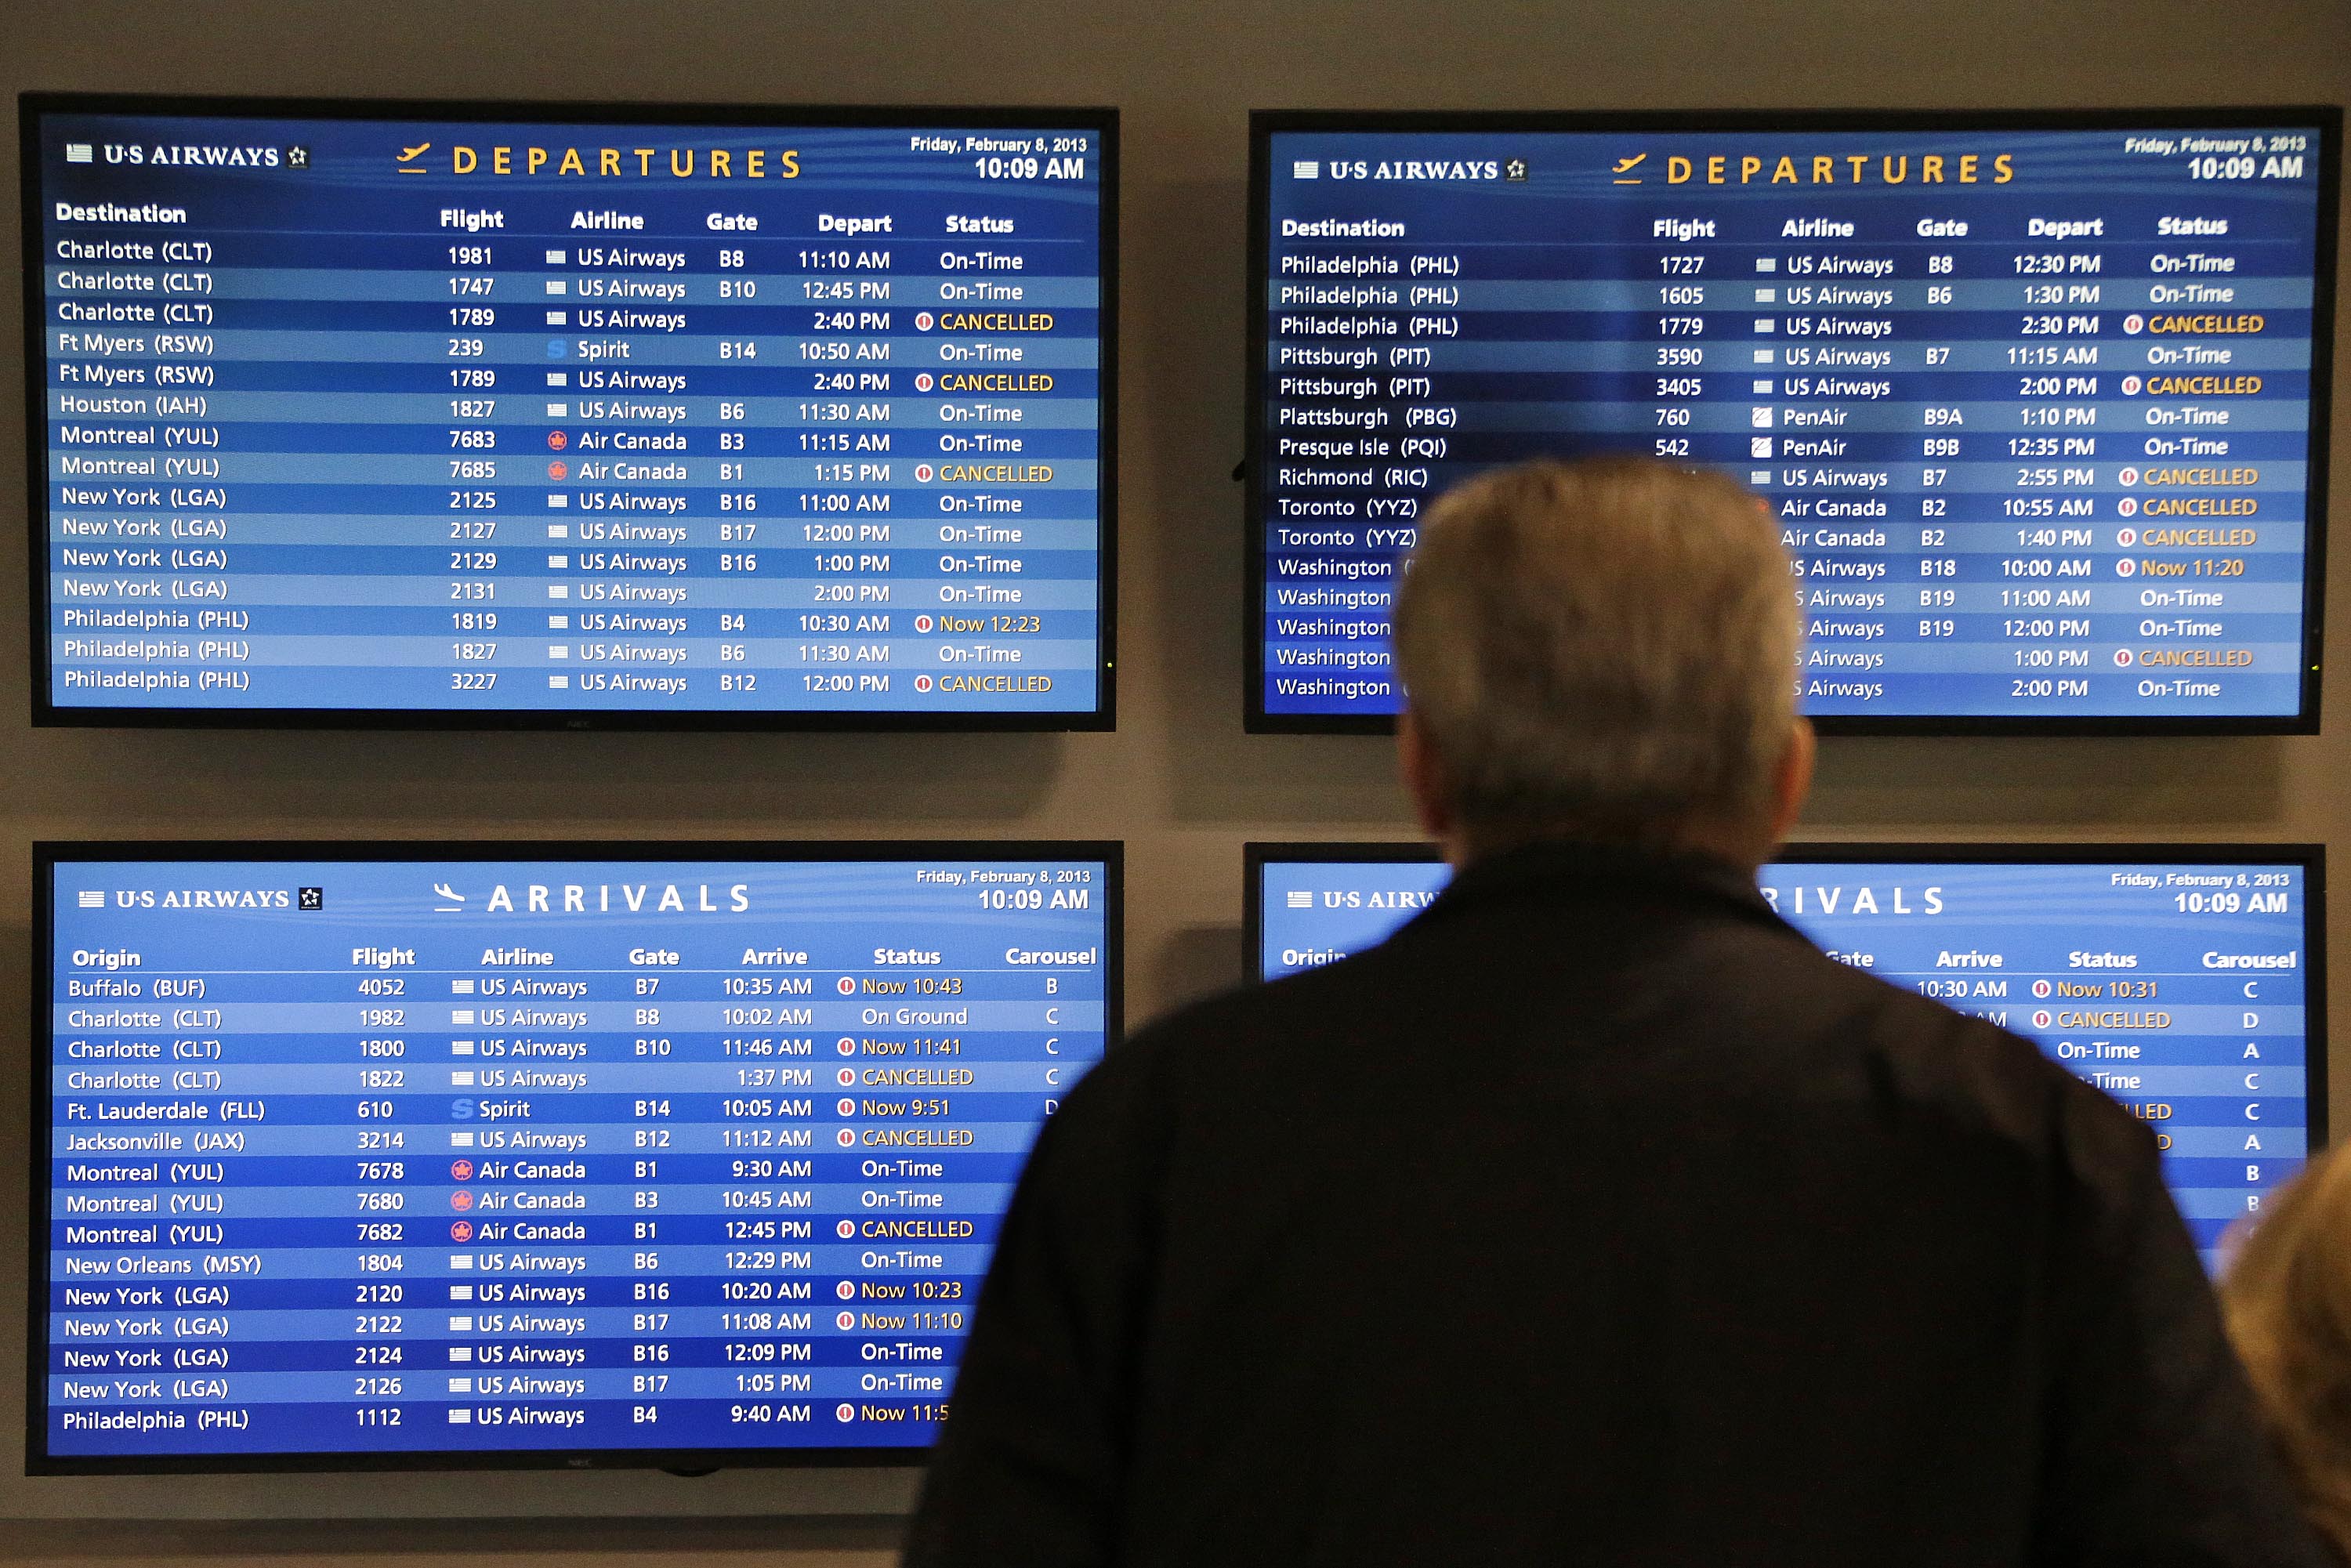 U·S AIRWAYS DEPARTURES Friday, February 8, 2013
10:09 AM
Destination Flight Airline Gate Depart Status
Charlotte (CLT) 1981 US Airways B8 11:10 AM On-Time
Charlotte (CLT) 1747 US Airways B10 12:45 PM On-Time
Charlotte (CLT) 1789 US Airways 2:40 PM CANCELLED
Ft Myers (RSW) 239 Spirit B14 10:50 AM On-Time
Ft Myers (RSW) 1789 US Airways 2:40 PM CANCELLED
Houston (IAH) 1827 US Airways B6 11:30 AM On-Time
Montreal (YUL) 7683 Air Canada B3 11:15 AM On-Time
Montreal (YUL) 7685 Air Canada B1 1:15 PM CANCELLED
New York (LGA) 2125 US Airways B16 11:00 AM On-Time
New York (LGA) 2127 US Airways B17 12:00 PM On-Time
New York (LGA) 2129 US Airways B16 1:00 PM On-Time
New York (LGA) 2131 US Airways 2:00 PM On-Time
Philadelphia (PHL) 1819 US Airways B4 10:30 AM Now 12:23
Philadelphia (PHL) 1827 US Airways B6 11:30 AM On-Time
Philadelphia (PHL) 3227 US Airways B12 12:00 PM CANCELLED
NEC
U·S AIRWAYS DEPARTURES Friday, February 8, 2013
10:09 AM
Destination Flight Airline Gate Depart Status
Philadelphia (PHL) 1727 US Airways B8 12:30 PM On-Time
Philadelphia (PHL) 1605 US Airways B6 1:30 PM On-Time
Philadelphia (PHL) 1779 US Airways 2:30 PM CANCELLED
Pittsburgh (PIT) 3590 US Airways B7 11:15 AM On-Time
Pittsburgh (PIT) 3405 US Airways 2:00 PM CANCELLED
Plattsburgh (PBG) 760 PenAir B9A 1:10 PM On-Time
Presque Isle (PQI) 542 PenAir B9B 12:35 PM On-Time
Richmond (RIC) US Airways B7 2:55 PM CANCELLED
Toronto (YYZ) Air Canada B2 10:55 AM CANCELLED
Toronto (YYZ) Air Canada B2 1:40 PM CANCELLED
Washington Airways B18 10:00 AM Now 11:20
Washington Airways B19 11:00 AM On-Time
Washington Airways B19 12:00 PM On-Time
Washington Airways 1:00 PM CANCELLED
Washington Airways 2:00 PM On-Time
U·S AIRWAYS ARRIVALS Friday, February 8, 2013
10:09 AM
Origin Flight Airline Gate Arrive Status Carousel
Buffalo (BUF) 4052 US Airways B7 10:35 AM Now 10:43 B
Charlotte (CLT) 1982 US Airways B8 10:02 AM On Ground C
Charlotte (CLT) 1800 US Airways B10 11:46 AM Now 11:41 C
Charlotte (CLT) 1822 US Airways 1:37 PM CANCELLED C
Ft. Lauderdale (FLL) 610 Spirit B14 10:05 AM Now 9:51 D
Jacksonville (JAX) 3214 US Airways B12 11:12 AM CANCELLED
Montreal (YUL) 7678 Air Canada B1 9:30 AM On-Time
Montreal (YUL) 7680 Air Canada B3 10:45 AM On-Time
Montreal (YUL) 7682 Air Canada B1 12:45 PM CANCELLED
New Orleans (MSY) 1804 US Airways B6 12:29 PM On-Time
New York (LGA) 2120 US Airways B16 10:20 AM Now 10:23
New York (LGA) 2122 US Airways B17 11:08 AM Now 11:10
New York (LGA) 2124 US Airways B16 12:09 PM On-Time
New York (LGA) 2126 US Airways B17 1:05 PM On-Time
Philadelphia (PHL) 1112 US Airways B4 9:40 AM Now 11:5
NEC
U·S AIRW RIVALS Friday, February 8, 2013
10:09 AM
Origin Gate Arrive Status Carousel
10:30 AM Now 10:31 C
AM CANCELLED D
On-Time A
-Time C
LLED C
D A
B
B